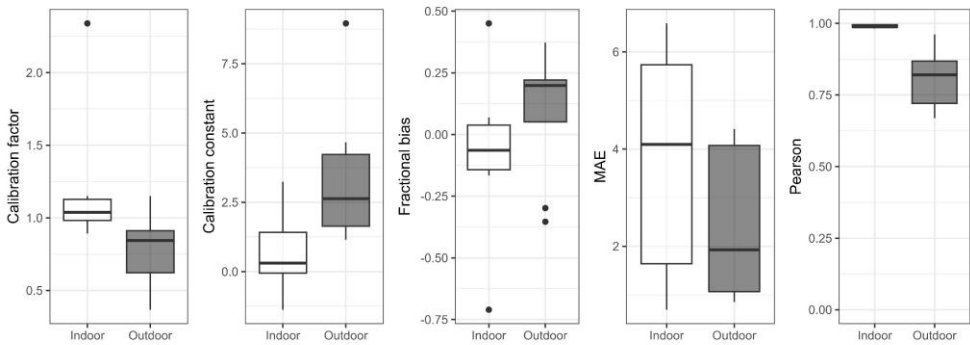 Calibration factor
2.0
1.5
1.0
0.5
Indoor Outdoor
Calibration constant
7.5
5.0
2.5
0.0
Indoor Outdoor
Fractional bias
0.50
0.25
0.00
-0.25
-0.50
-0.75
Indoor Outdoor
MAE
6
4
2
Indoor Outdoor
Pearson
1.00
0.75
0.50
0.25
0.00
Indoor Outdoor